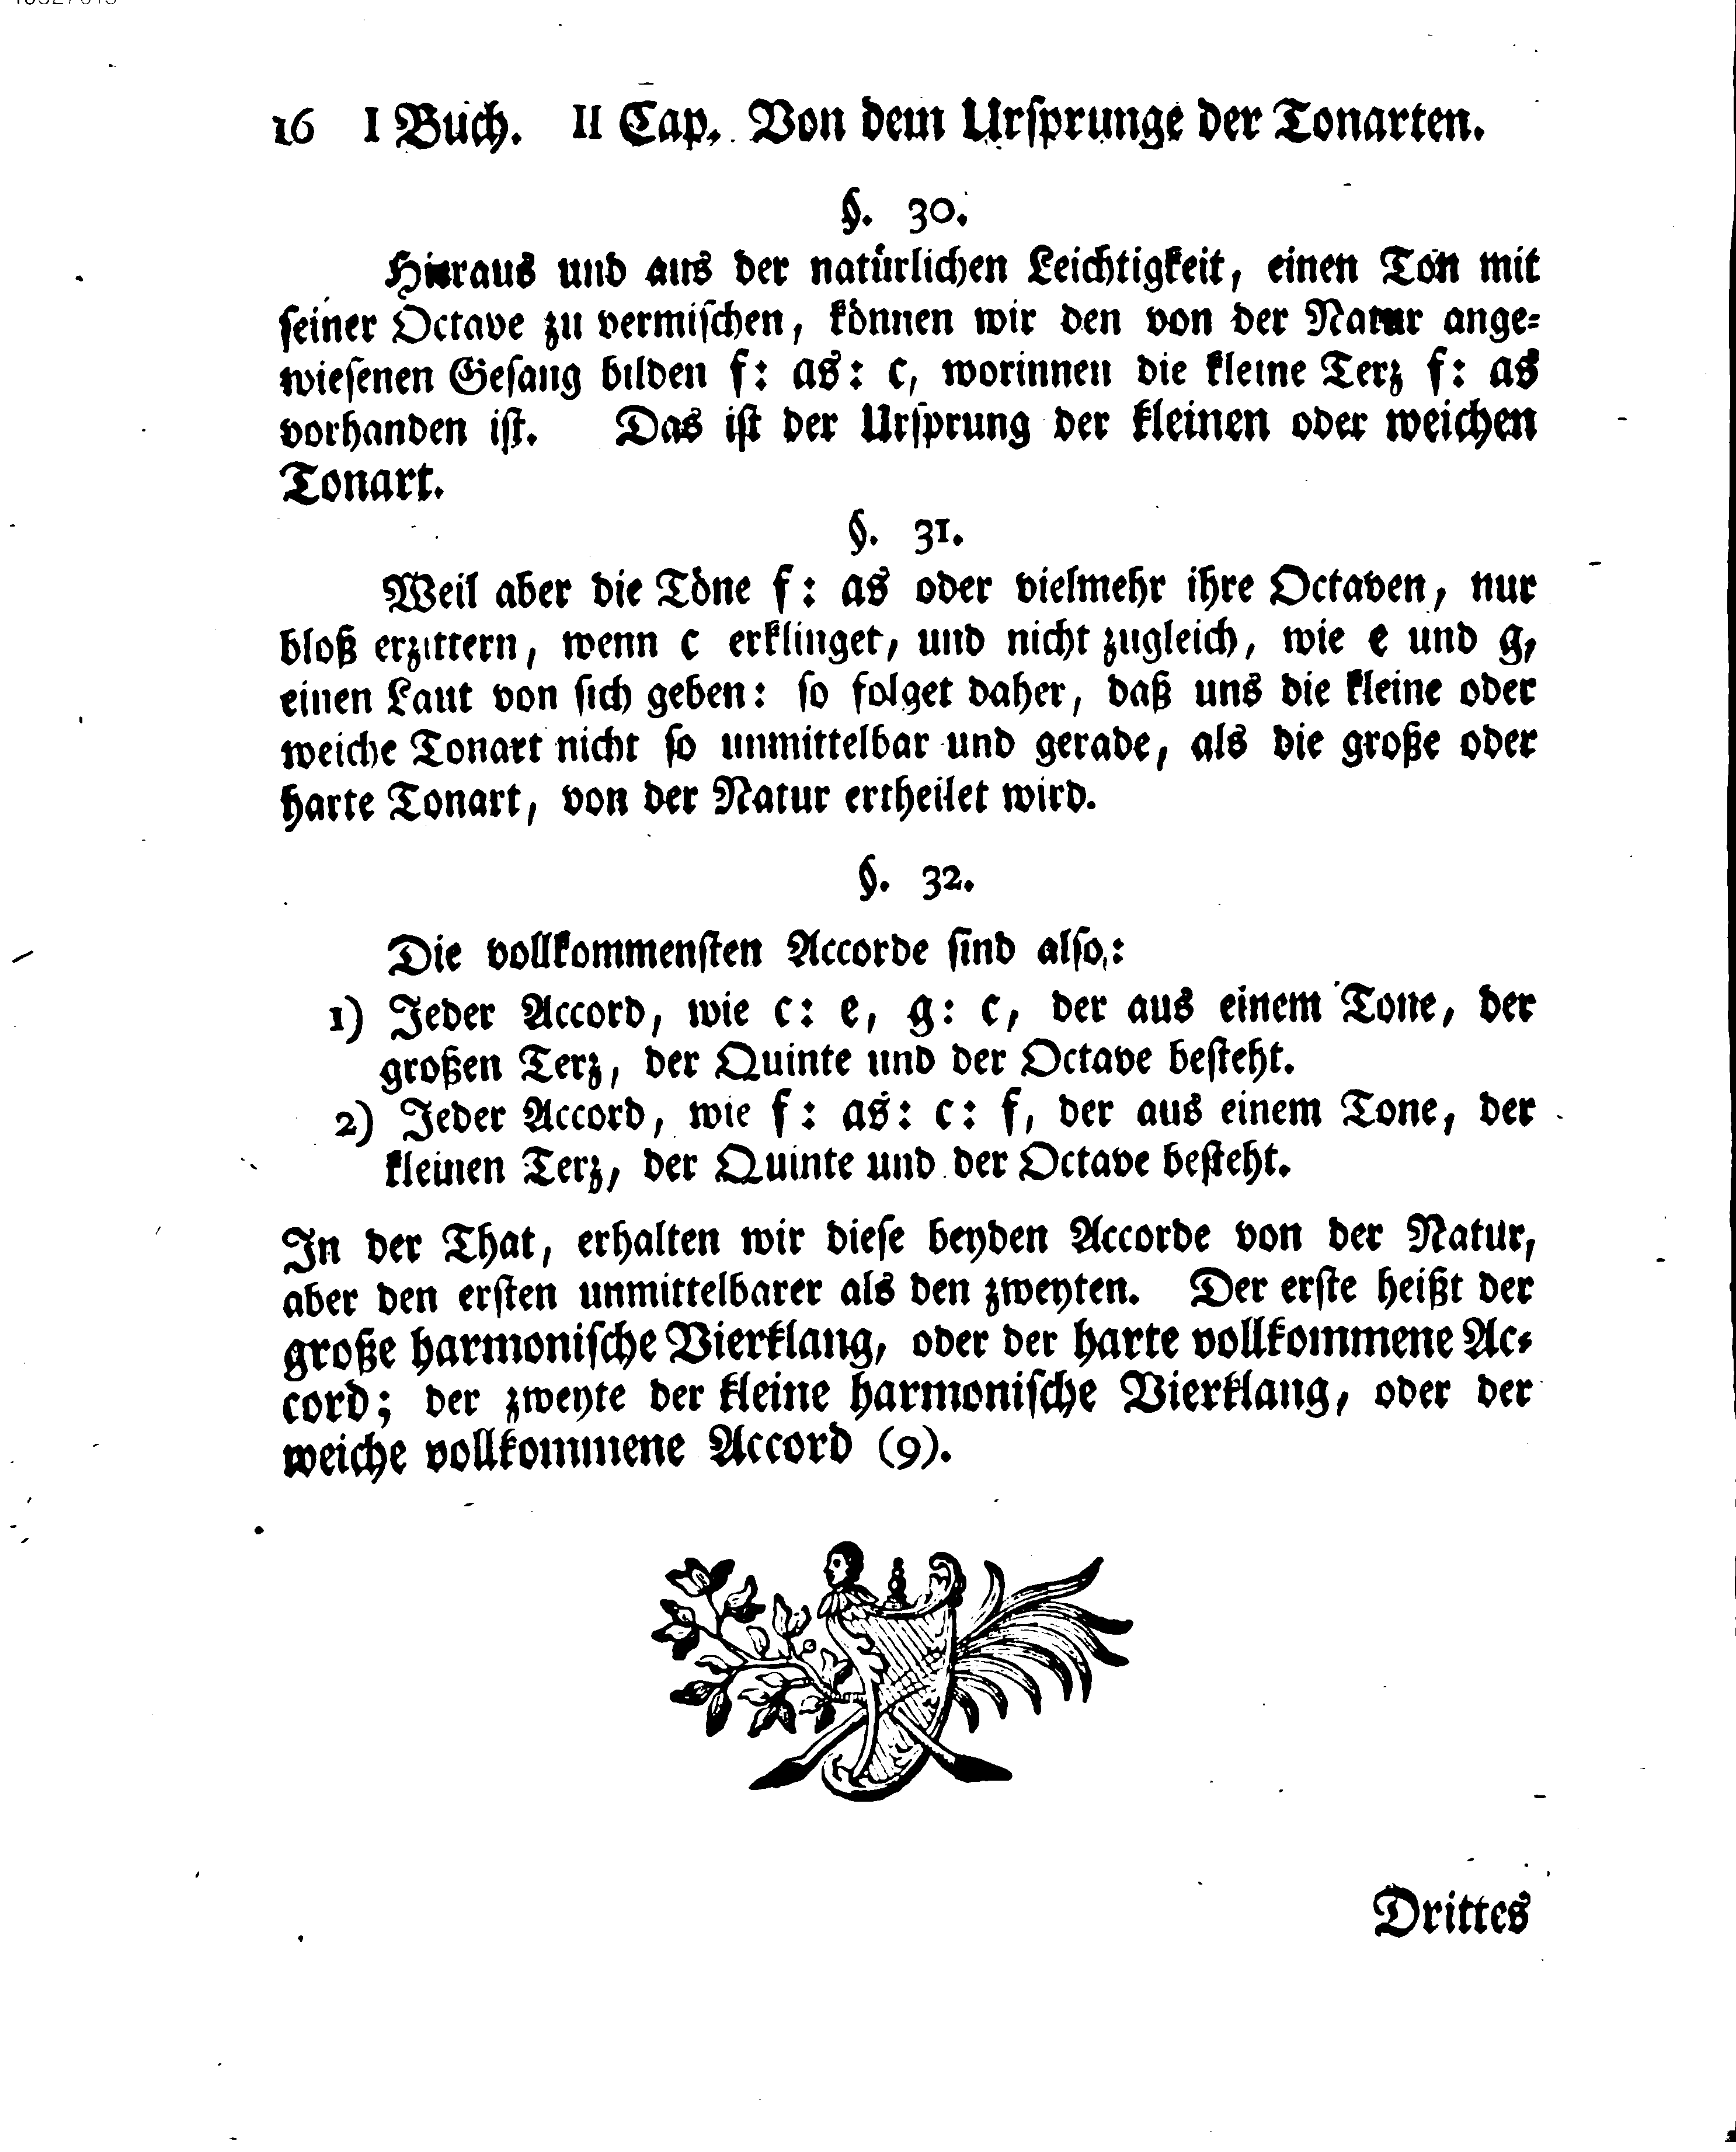 16 I Buch. II Cap. Von dem Ursprunge der Tonarten.
§. 30.
Hieraus und aus der natürlichen Leichtigkeit, einen Ton mit
seiner Octave zu vermischen, können wir den von der Natur ange-
wiesenen Gesang bilden f: as: c, worinnen die kleine Terz f: as
vorhanden ist. Das ist der Ursprung der kleinen oder weichen
Tonart.
§. 31.
Weil aber die Töne f: as oder vielmehr ihre Octaven, nur
bloß erzittern, wenn c erklinget, und nicht zugleich, wie e und g,
einen Laut von sich geben: so folget daher, daß uns die kleine oder
weiche Tonart nicht so unmittelbar und gerade, als die große oder
harte Tonart, von der Natur ertheilet wird.
§. 32.
Die vollkommensten Accorde sind also:
1) Jeder Accord, wie c: e, g: c, der aus einem Tone, der
großen Terz, der Quinte und der Octave besteht.
2) Jeder Accord, wie f: as: c: f, der aus einem Tone, der
kleinen Terz, der Quinte und der Octave besteht.
In der That, erhalten wir diese beyden Accorde von der Natur,
aber den ersten unmittelbarer als den zweyten. Der erste heißt der
große harmonische Vierklang, oder der harte vollkommene Ac-
cord; der zweyte der kleine harmonische Vierklang, oder der
weiche vollkommene Accord (9).
Drittes